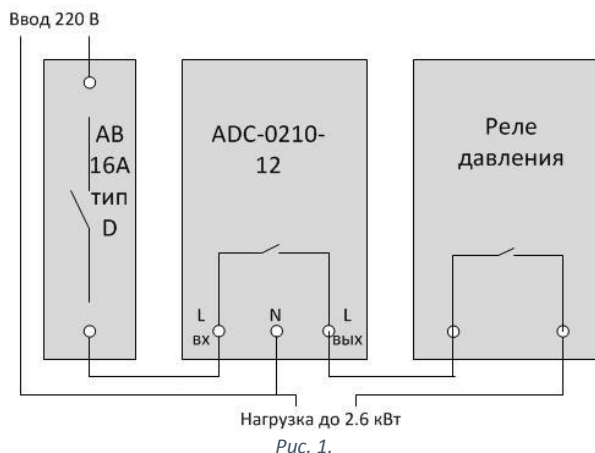 Ввод 220 В
АВ
16А
тип
D
ADC-0210-
12
L
вх
N
L
вых
Реле
давления
Нагрузка до 2.6 кВт
Рис. 1.